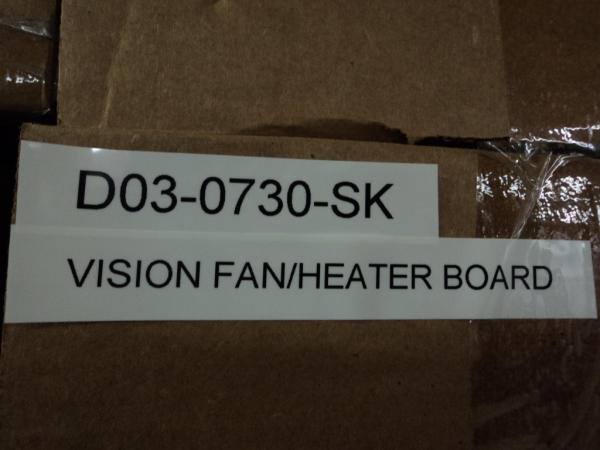 D03-0730-SK
VISION FAN/HEATER BOARD